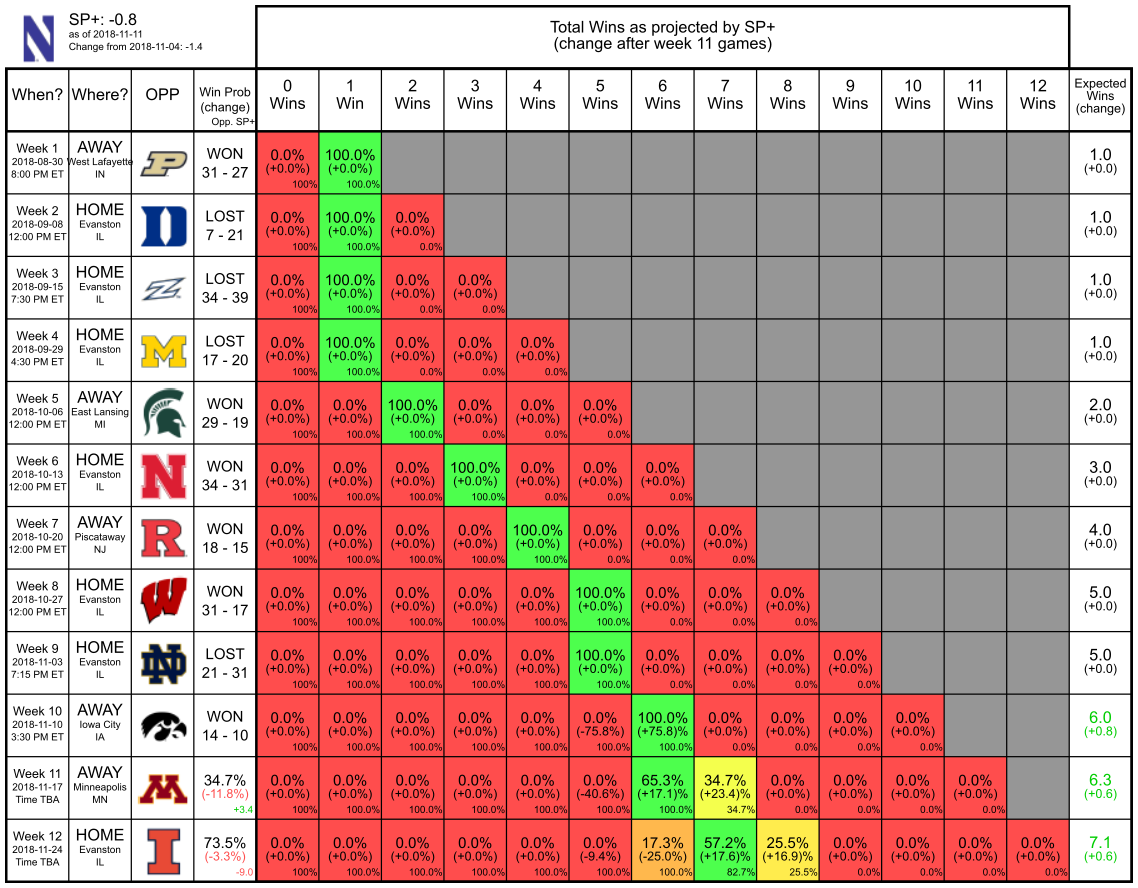 N
SP+: -0.8
as of 2018-11-11
Change from 2018-11-04: -1.4
Total Wins as projected by SP+
(change after week 11 games)
When? Where? OPP Win Prob 0 1 2 3 4 5 6 7 8 9 10 11 12 Expected
(change) Wins Win Wins Wins Wins Wins Wins Wins Wins Wins Wins Wins Wins Wins
Opp. SP+ (change)
Week 1 AWAY P WON 0.0% 100.0% 1.0
2018-08-30 West Lafayette 31 - 27 (+0.0%) (+0.0%) (+0.0)
8:00 PM ET IN 100% 100.0%
Week 2 HOME D LOST 0.0% 100.0% 0.0% 1.0
2018-09-08 Evanston 7 - 21 (+0.0%) (+0.0%) (+0.0%) (+0.0)
12:00 PM ET IL 100% 100.0% 0.0%
Week 3 HOME Z LOST 0.0% 100.0% 0.0% 0.0% 1.0
2018-09-15 Evanston 34 - 39 (+0.0%) (+0.0%) (+0.0%) (+0.0%) (+0.0)
7:30 PM ET IL 100% 100.0% 0.0% 0.0%
Week 4 HOME M LOST 0.0% 100.0% 0.0% 0.0% 0.0% 1.0
2018-09-29 Evanston 17 - 20 (+0.0%) (+0.0%) (+0.0%) (+0.0%) (+0.0%) (+0.0)
4:30 PM ET IL 100% 100.0% 0.0% 0.0% 0.0%
Week 5 AWAY WON 0.0% 0.0% 100.0% 0.0% 0.0% 0.0% 2.0
2018-10-06 East Lansing 29 - 19 (+0.0%) (+0.0%) (+0.0%) (+0.0%) (+0.0%) (+0.0%) (+0.0)
12:00 PM ET MI 100% 100.0% 100.0% 0.0% 0.0% 0.0%
Week 6 HOME N WON 0.0% 0.0% 0.0% 100.0% 0.0% 0.0% 0.0% 3.0
2018-10-13 Evanston 34 - 31 (+0.0%) (+0.0%) (+0.0%) (+0.0%) (+0.0%) (+0.0%) (+0.0%) (+0.0)
12:00 PM ET IL 100% 100.0% 100.0% 100.0% 0.0% 0.0% 0.0%
Week 7 AWAY R WON 0.0% 0.0% 0.0% 0.0% 100.0% 0.0% 0.0% 0.0% 4.0
2018-10-20 Piscataway 18 - 15 (+0.0%) (+0.0%) (+0.0%) (+0.0%) (+0.0%) (+0.0%) (+0.0%) (+0.0%) (+0.0)
12:00 PM ET NJ 100% 100.0% 100.0% 100.0% 100.0% 0.0% 0.0% 0.0%
Week 8 HOME W WON 0.0% 0.0% 0.0% 0.0% 0.0% 100.0% 0.0% 0.0% 0.0% 5.0
2018-10-27 Evanston 31 - 17 (+0.0%) (+0.0%) (+0.0%) (+0.0%) (+0.0%) (+0.0%) (+0.0%) (+0.0%) (+0.0%) (+0.0)
12:00 PM ET IL 100% 100.0% 100.0% 100.0% 100.0% 100.0% 0.0% 0.0% 0.0%
Week 9 HOME ND LOST 0.0% 0.0% 0.0% 0.0% 0.0% 100.0% 0.0% 0.0% 0.0% 0.0% 5.0
2018-11-03 Evanston 21 - 31 (+0.0%) (+0.0%) (+0.0%) (+0.0%) (+0.0%) (+0.0%) (+0.0%) (+0.0%) (+0.0%) (+0.0%) (+0.0)
7:15 PM ET IL 100% 100.0% 100.0% 100.0% 100.0% 100.0% 0.0% 0.0% 0.0% 0.0%
Week 10 AWAY WON 0.0% 0.0% 0.0% 0.0% 0.0% 0.0% 100.0% 0.0% 0.0% 0.0% 0.0% 6.0
2018-11-10 Iowa City 14 - 10 (+0.0%) (+0.0%) (+0.0%) (+0.0%) (+0.0%) (-75.8%) (+75.8)% (+0.0%) (+0.0%) (+0.0%) (+0.0%) (+0.8)
3:30 PM ET IA 100% 100.0% 100.0% 100.0% 100.0% 100.0% 100.0% 0.0% 0.0% 0.0% 0.0%
Week 11 AWAY M 34.7% 0.0% 0.0% 0.0% 0.0% 0.0% 0.0% 65.3% 34.7% 0.0% 0.0% 0.0% 0.0% 6.3
2018-11-17 Minneapolis (-11.8%) (+0.0%) (+0.0%) (+0.0%) (+0.0%) (+0.0%) (-40.6%) (+17.1)% (+23.4)% (+0.0%) (+0.0%) (+0.0%) (+0.0%) (+0.6)
Time TBA MN +3.4 100% 100.0% 100.0% 100.0% 100.0% 100.0% 100.0% 34.7% 0.0% 0.0% 0.0% 0.0%
Week 12 HOME I 73.5% 0.0% 0.0% 0.0% 0.0% 0.0% 0.0% 17.3% 57.2% 25.5% 0.0% 0.0% 0.0% 0.0% 7.1
2018-11-24 Evanston (-3.3%) (+0.0%) (+0.0%) (+0.0%) (+0.0%) (+0.0%) (-9.4%) (-25.0%) (+17.6)% (+16.9)% (+0.0%) (+0.0%) (+0.0%) (+0.0%) (+0.6)
Time TBA IL -9.0 100% 100.0% 100.0% 100.0% 100.0% 100.0% 100.0% 82.7% 25.5% 0.0% 0.0% 0.0% 0.0%